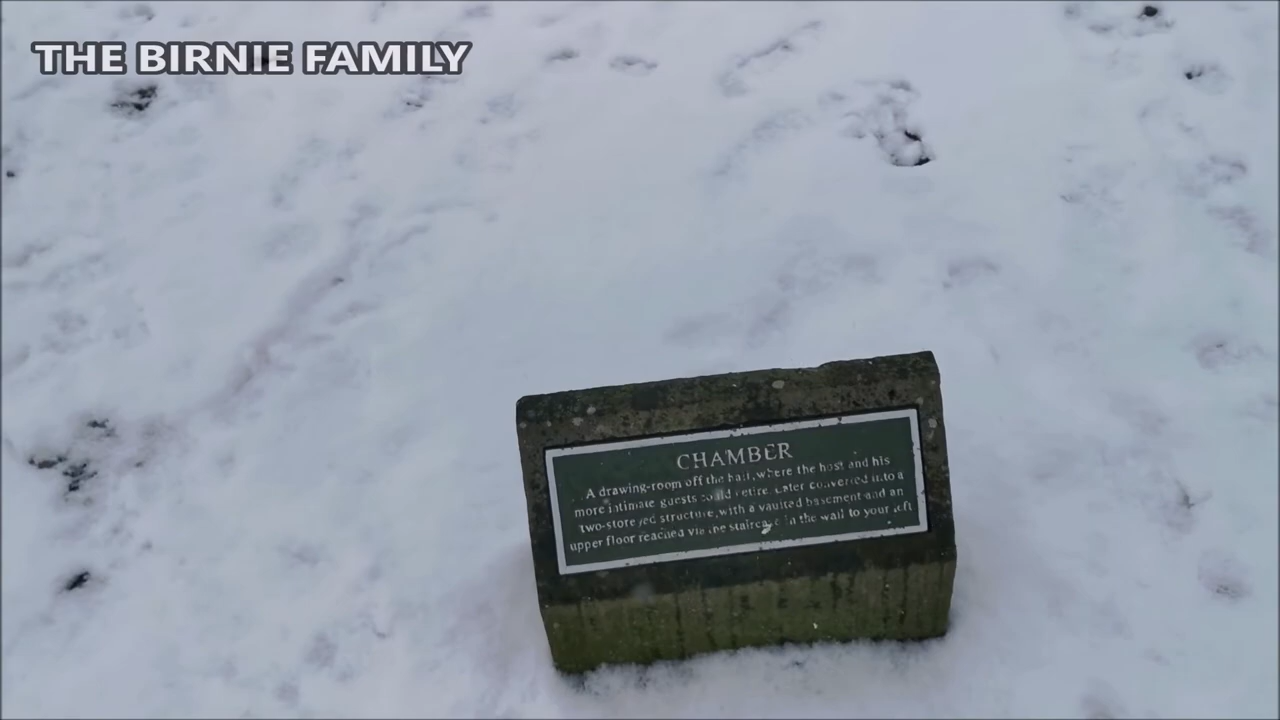 THE BIRNIE FAMILY
CHAMBER
A drawing-room off the hall, where the host and his
more intimate guests could retire. Later converted into a
two-storeyed structure, with a vaulted basement and an
upper floor reached via the staircase in the wall to your left